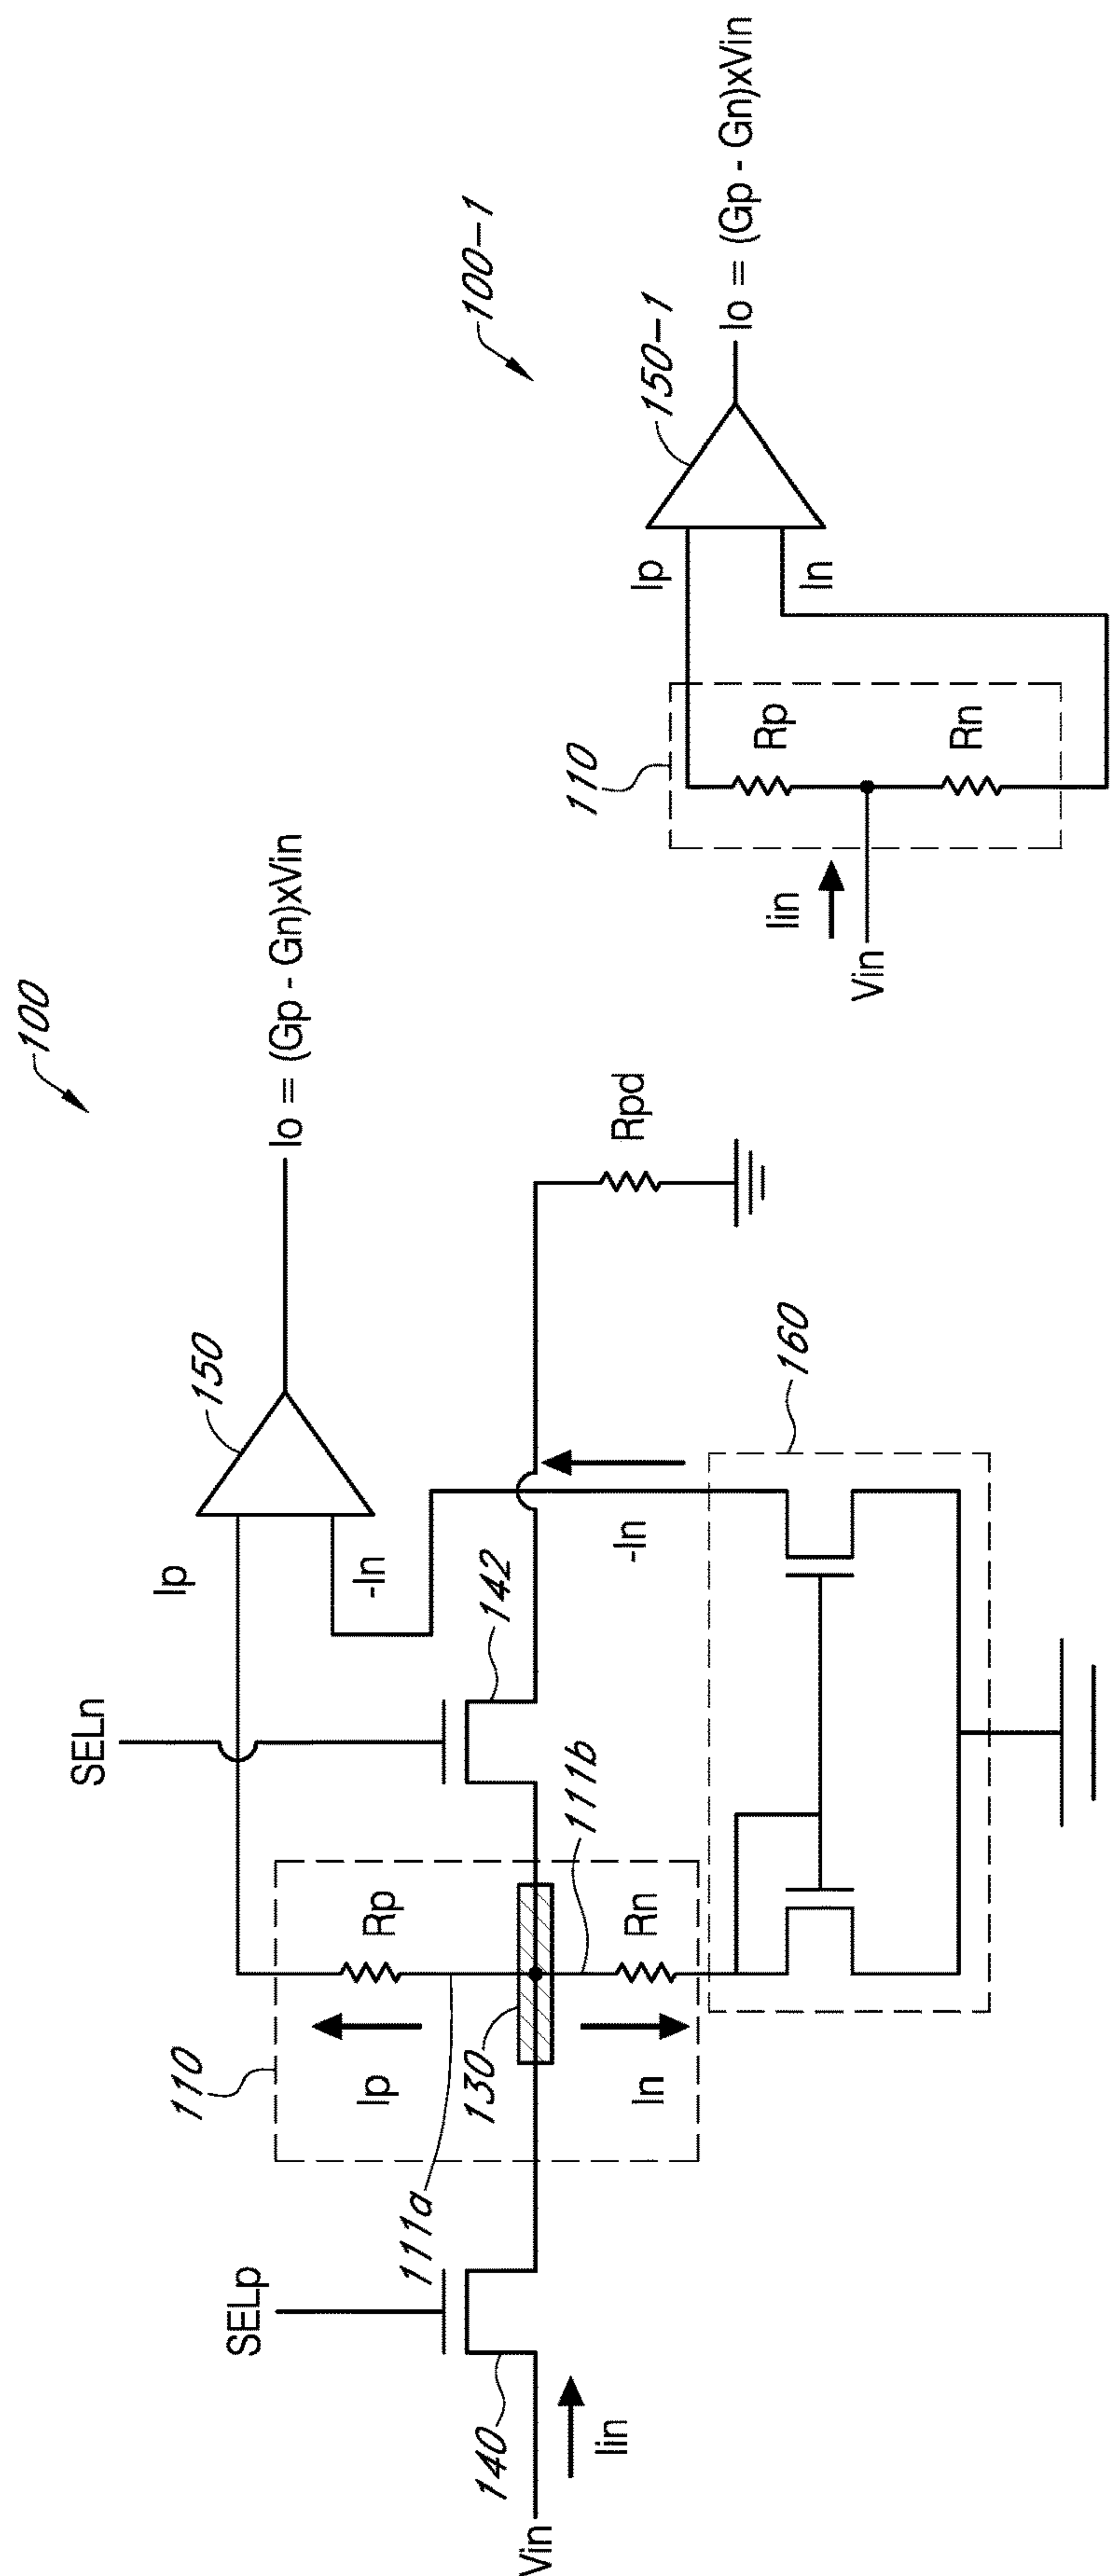 100
SELn
SELp
Ip
150
Io = (Gp - Gn)xVin
-In
110
Rp
Ip
111a
130
142
Rn
In
111b
-In
140
Vin
Iin
Rpd
160
100-1
150-1
Io = (Gp - Gn)xVin
Ip
In
110
Rp
Rn
Iin
Vin